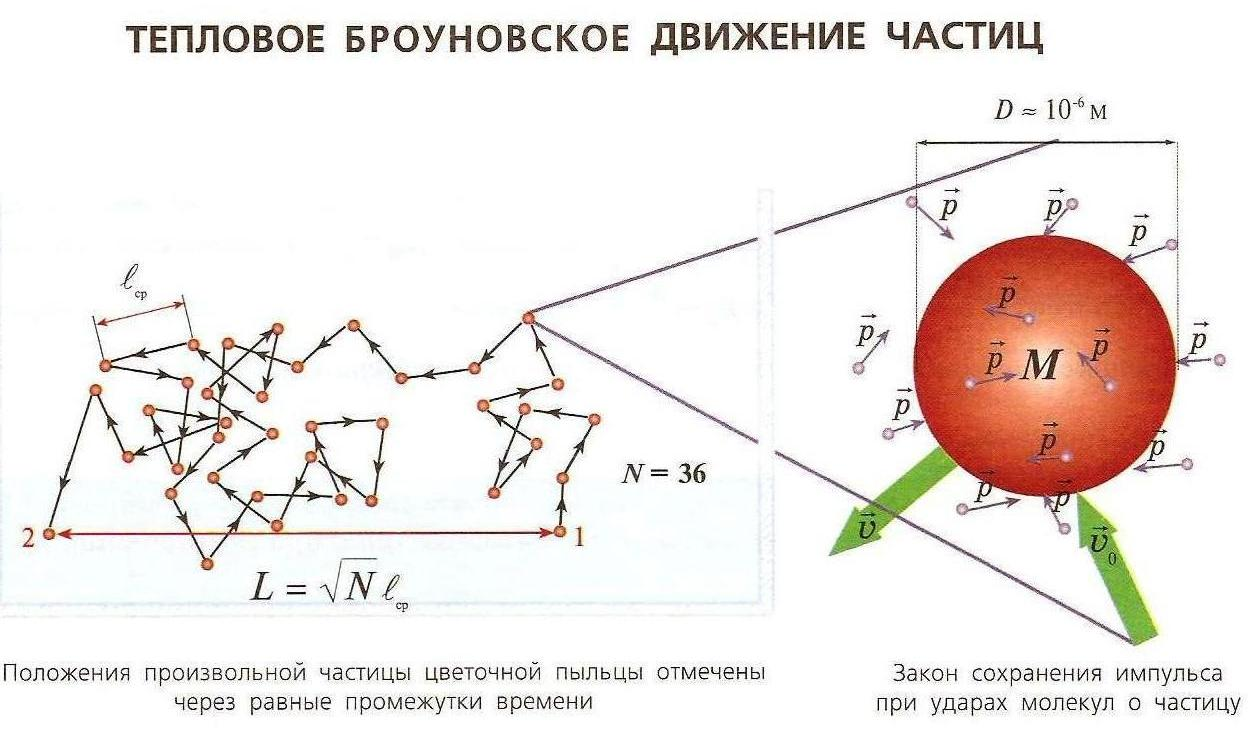 ТЕПЛОВОЕ БРОУНОВСКОЕ ДВИЖЕНИЕ ЧАСТИЦ
D ≈ 10⁻⁶ м
p⃗
p⃗
p⃗
ℓср
p⃗
p⃗
p⃗
p⃗
p⃗
M
p⃗
p⃗
p⃗
N = 36
p⃗
p⃗
p⃗
2
1
v⃗
v⃗₀
L = √N ℓср
Положения произвольной частицы цветочной пыльцы отмечены
через равные промежутки времени
Закон сохранения импульса
при ударах молекул о частицу